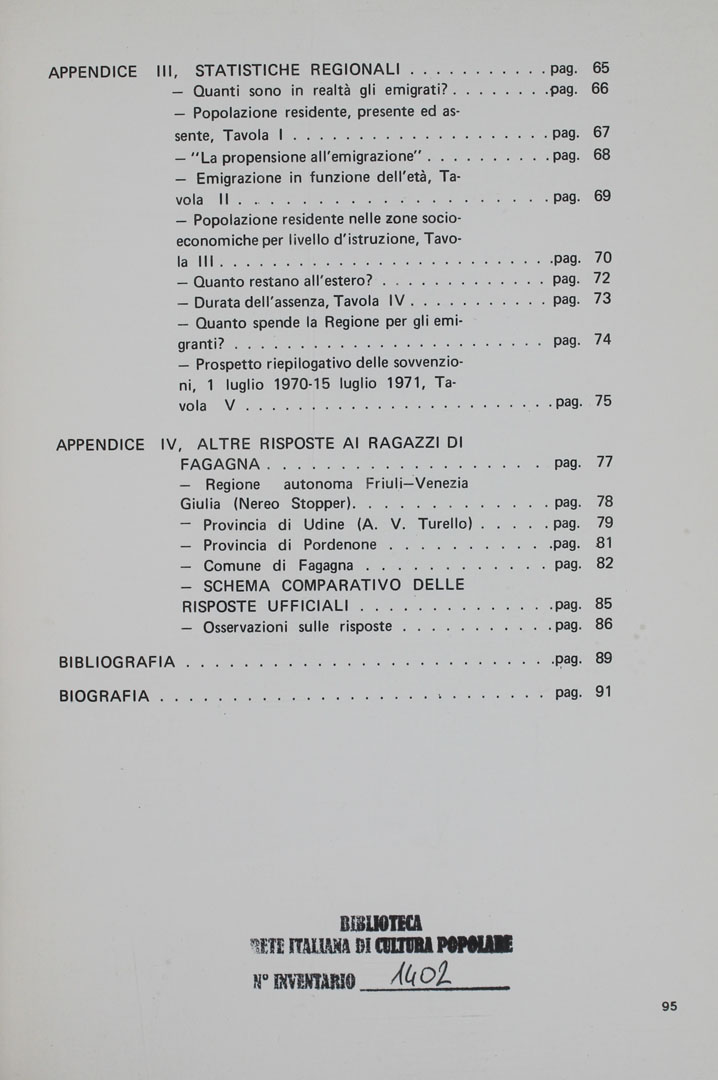 APPENDICE III, STATISTICHE REGIONALI . . . . . . . . . . . pag. 65
— Quanti sono in realtà gli emigrati? . . . . . . . . .pag. 66
— Popolazione residente, presente ed as-
sente, Tavola I . . . . . . . . . . . . . . . . . . . . pag. 67
— "La propensione all'emigrazione" . . . . . . . . . . pag. 68
— Emigrazione in funzione dell'età, Ta-
vola II . . . . . . . . . . . . . . . . . . . . . . . . pag. 69
— Popolazione residente nelle zone socio-
economiche per livello d'istruzione, Tavo-
la III . . . . . . . . . . . . . . . . . . . . . . . . . .pag. 70
— Quanto restano all'estero? . . . . . . . . . . . . . pag. 72
— Durata dell'assenza, Tavola IV . . . . . . . . . . . pag. 73
— Quanto spende la Regione per gli emi-
granti? . . . . . . . . . . . . . . . . . . . . . . . . pag. 74
— Prospetto riepilogativo delle sovvenzio-
ni, 1 luglio 1970-15 luglio 1971, Ta-
vola V . . . . . . . . . . . . . . . . . . . . . . . . pag. 75
APPENDICE IV, ALTRE RISPOSTE AI RAGAZZI DI
FAGAGNA . . . . . . . . . . . . . . . . . . . pag. 77
— Regione autonoma Friuli—Venezia
Giulia (Nereo Stopper). . . . . . . . . . . . . . pag. 78
— Provincia di Udine (A. V. Turello) . . . . . pag. 79
— Provincia di Pordenone . . . . . . . . . . . .pag. 81
— Comune di Fagagna . . . . . . . . . . . . . pag. 82
— SCHEMA COMPARATIVO DELLE
RISPOSTE UFFICIALI . . . . . . . . . . . . . . pag. 85
— Osservazioni sulle risposte . . . . . . . . . . . pag. 86
BIBLIOGRAFIA . . . . . . . . . . . . . . . . . . . . . . . . . .pag. 89
BIOGRAFIA . . . . . . . . . . . . . . . . . . . . . . . . . . . pag. 91
BIBLIOTECA
RETE ITALIANA DI CULTURA POPOLARE
N° INVENTARIO 1402
95